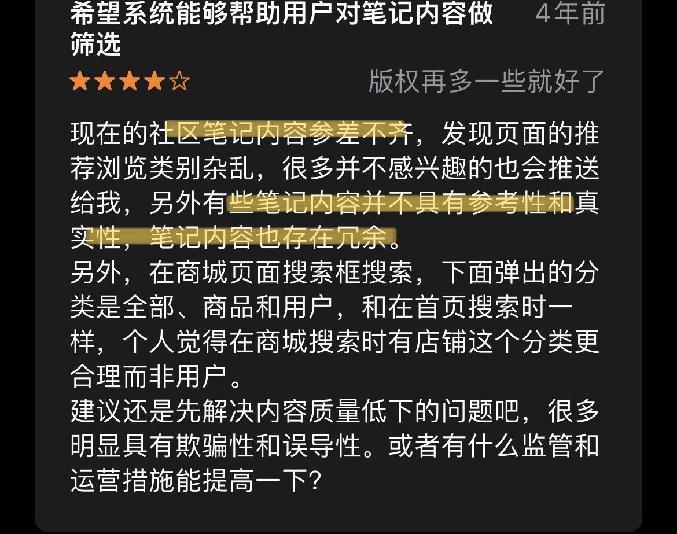 希望系统能够帮助用户对笔记内容做
4年前
筛选
★★★★☆
版权再多一些就好了
现在的社区笔记内容参差不齐，发现页面的推
荐浏览类别杂乱，很多并不感兴趣的也会推送
给我，另外有些笔记内容并不具有参考性和真
实性，笔记内容也存在冗余。
另外，在商城页面搜索框搜索，下面弹出的分
类是全部、商品和用户，和在首页搜索时一
样，个人觉得在商城搜索时有店铺这个分类更
合理而非用户。
建议还是先解决内容质量低下的问题吧，很多
明显具有欺骗性和误导性。或者有什么监管和
运营措施能提高一下？